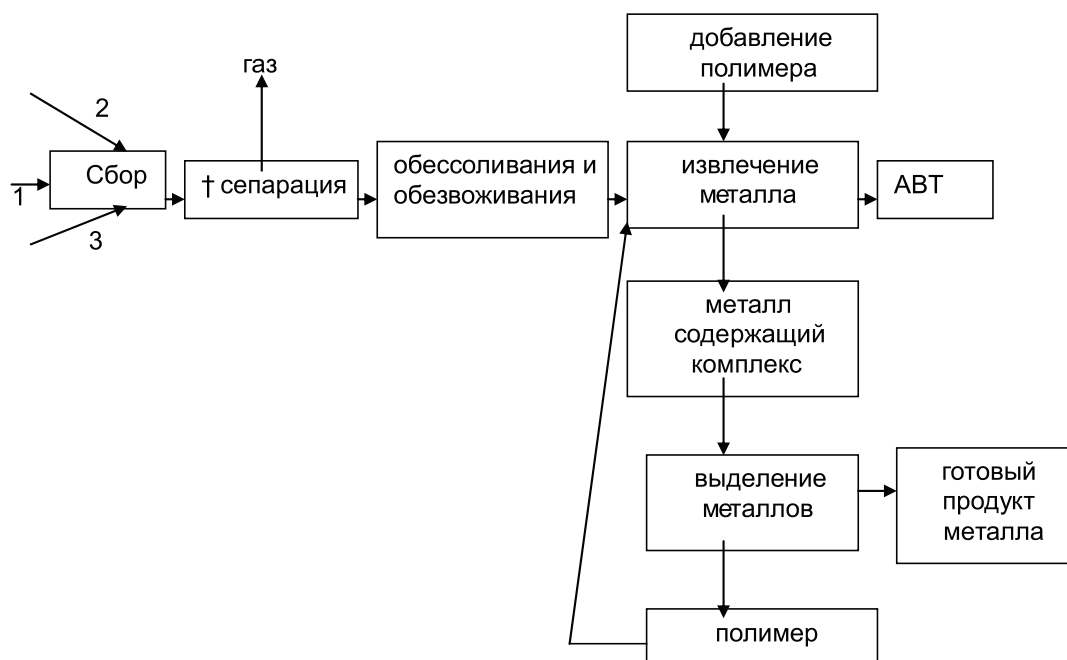 добавление
полимера
газ
2
1
3
Сбор
† сепарация
обессоливания и
обезвоживания
извлечение
металла
АВТ
металл
содержащий
комплекс
выделение
металлов
готовый
продукт
металла
полимер